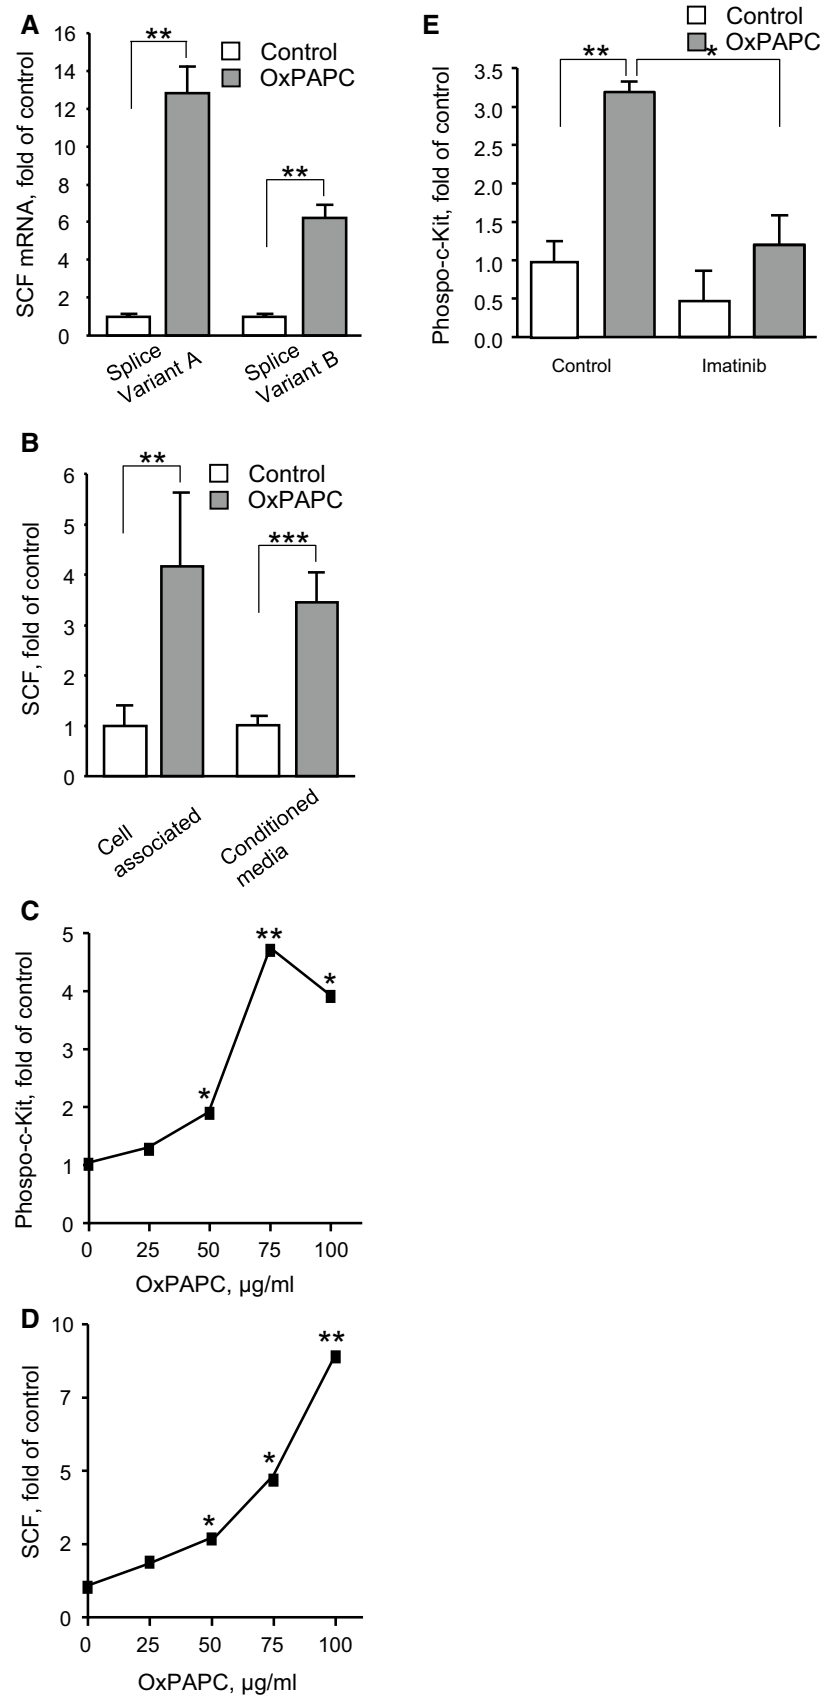 A
SCF mRNA, fold of control
16
14
12
10
8
6
4
2
0
**
**
Control
OxPAPC
Splice
Variant A
Splice
Variant B
B
SCF, fold of control
6
5
4
3
2
1
0
**
***
Control
OxPAPC
Cell
associated
Conditioned
media
C
Phospo-c-Kit, fold of control
5
4
3
2
1
0
*
**
*
0 25 50 75 100
OxPAPC, µg/ml
D
SCF, fold of control
10
7
5
2
0
*
*
**
0 25 50 75 100
OxPAPC, µg/ml
E
Phospo-c-Kit, fold of control
3.5
3.0
2.5
2.0
1.5
1.0
0.5
0.0
**
*
Control
OxPAPC
Control Imatinib